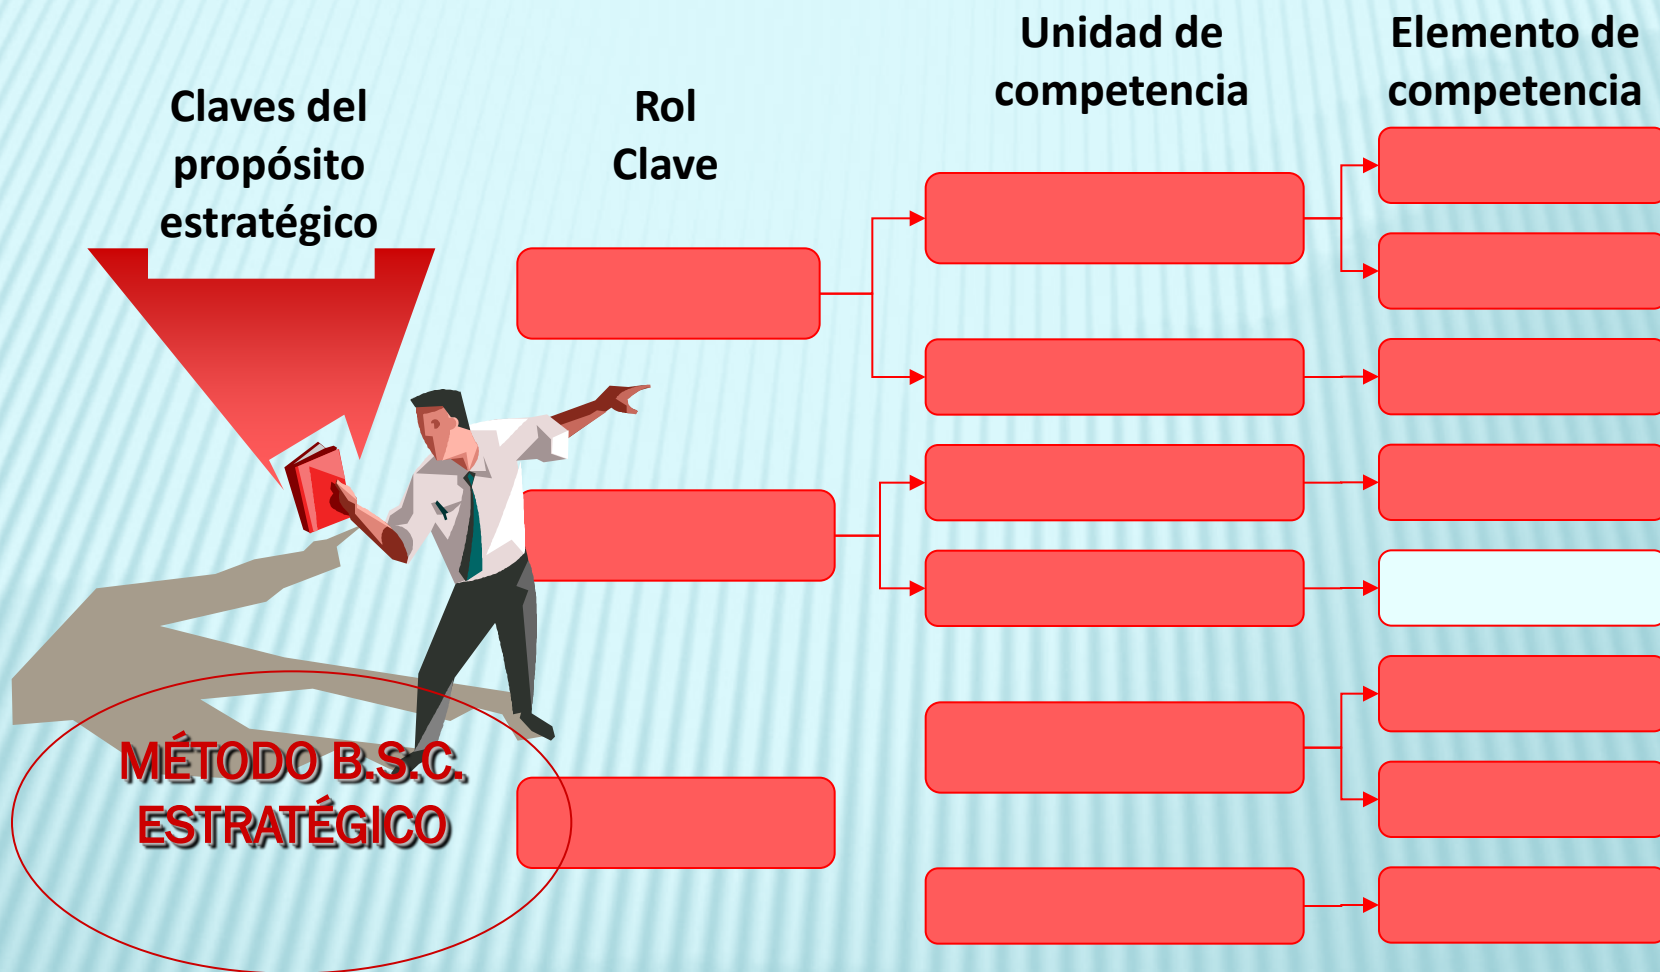 Claves del
propósito
estratégico
Rol
Clave
Unidad de
competencia
Elemento de
competencia
MÉTODO B.S.C.
ESTRATÉGICO